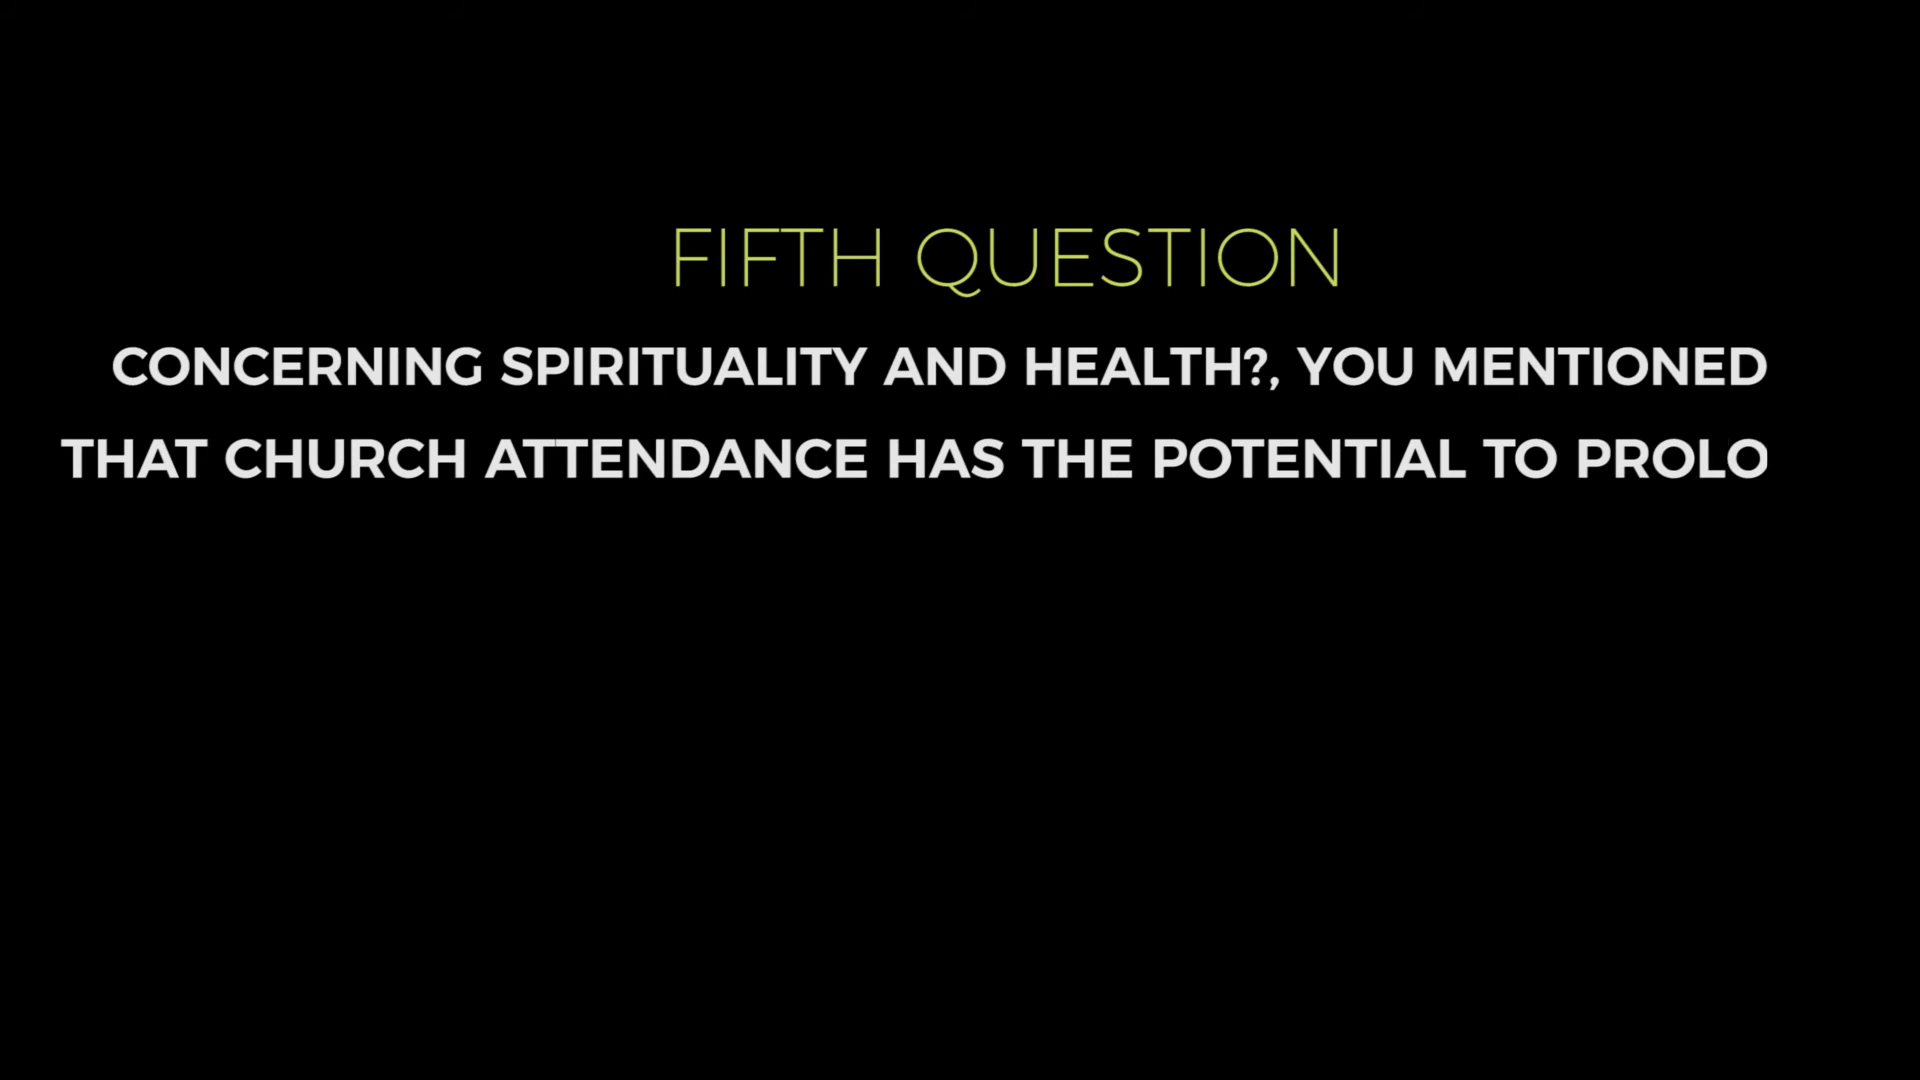 FIFTH QUESTION
CONCERNING SPIRITUALITY AND HEALTH?, YOU MENTIONED
THAT CHURCH ATTENDANCE HAS THE POTENTIAL TO PROLO